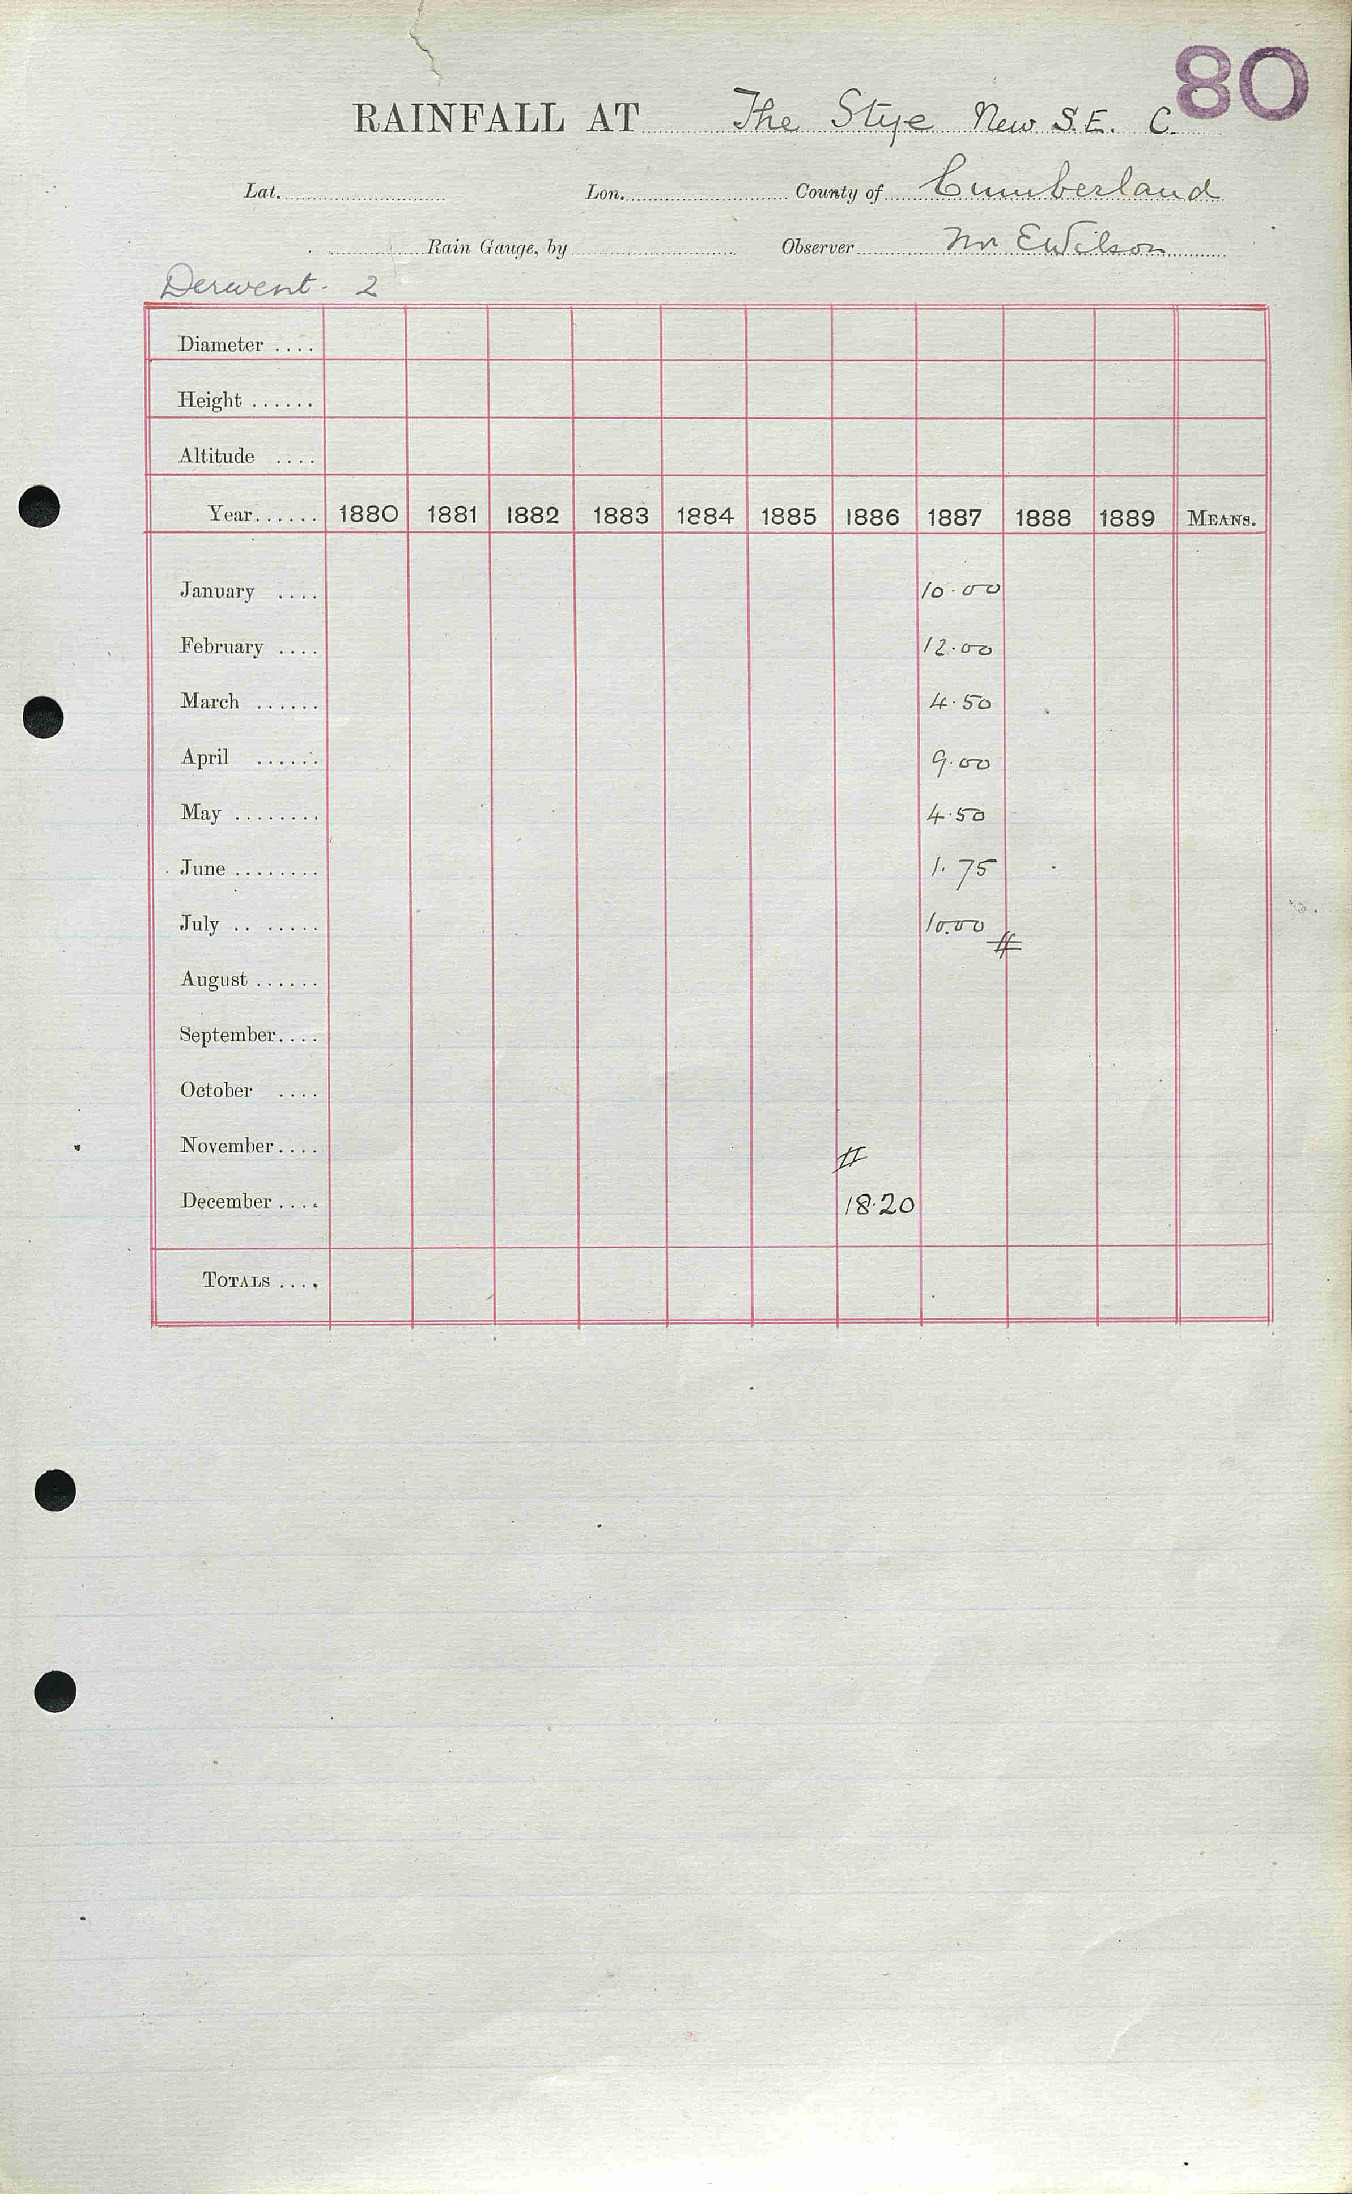 80
RAINFALL AT The Stye New S.E. C.
Lat. Lon. County of Cumberland
Rain Gauge, by Observer Mr E Wilson
Derwent. 2
Diameter ....
Height ......
Altitude ....
Year...... 1880 1881 1882 1883 1884 1885 1886 1887 1888 1889 MEANS.
January .... 10.00
February .... 12.00
March ...... 4.50
April ...... 9.00
May ........ 4.50
June ........ 1.75
July .. ..... 10.00 #
August ......
September....
October ....
November.... #
December .... 18.20
TOTALS ....